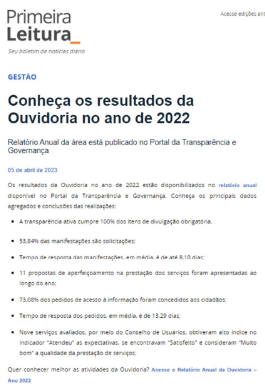 Primeira
Leitura_
Acesse edições ant
Seu boletim de notícias diário
GESTÃO
Conheça os resultados da
Ouvidoria no ano de 2022
Relatório Anual da área está publicado no Portal da Transparência e
Governança
05 de abril de 2023
Os resultados da Ouvidoria no ano de 2022 estão disponibilizados no relatório anual
disponível no Portal da Transparência e Governança. Conheça os principais dados
agregados e conclusões das realizações:
A transparência ativa cumpre 100% dos itens de divulgação obrigatória.
53,84% das manifestações são solicitações;
Tempo de resposta das manifestações, em média, é de até 8,10 dias;
11 propostas de aperfeiçoamento na prestação dos serviços foram apresentadas ao
longo do ano;
73,08% dos pedidos de acesso à informação foram concedidos aos cidadãos;
Tempo de resposta dos pedidos, em média, é de 13,29 dias;
Nove serviços avaliados, por meio do Conselho de Usuários, obtiveram alto índice no
indicador "Atendeu" as expectativas, se encontravam "Satisfeito" e consideram "Muito
bom" a qualidade da prestação de serviços;
Quer conhecer melhor as atividades da Ouvidoria? Acesse o Relatório Anual da Ouvidoria –
Ano 2022